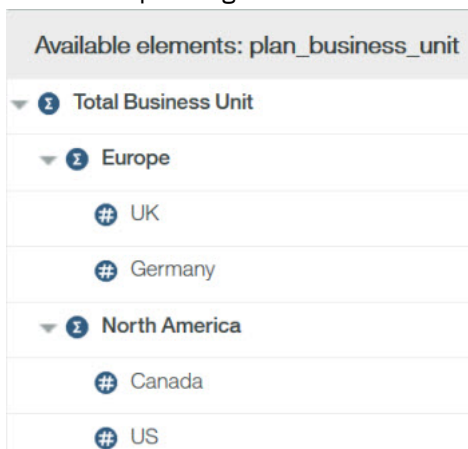 Available elements: plan_business_unit
Σ Total Business Unit
Σ Europe
# UK
# Germany
Σ North America
# Canada
# US